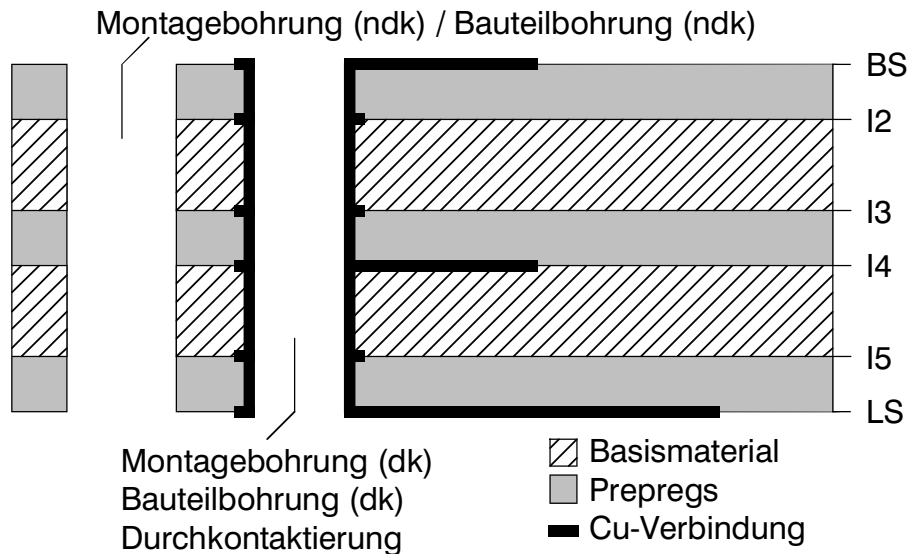 Montagebohrung (ndk) / Bauteilbohrung (ndk)
BS
I2
I3
I4
I5
LS
Montagebohrung (dk)
Bauteilbohrung (dk)
Durchkontaktierung
Basismaterial
Prepregs
Cu-Verbindung